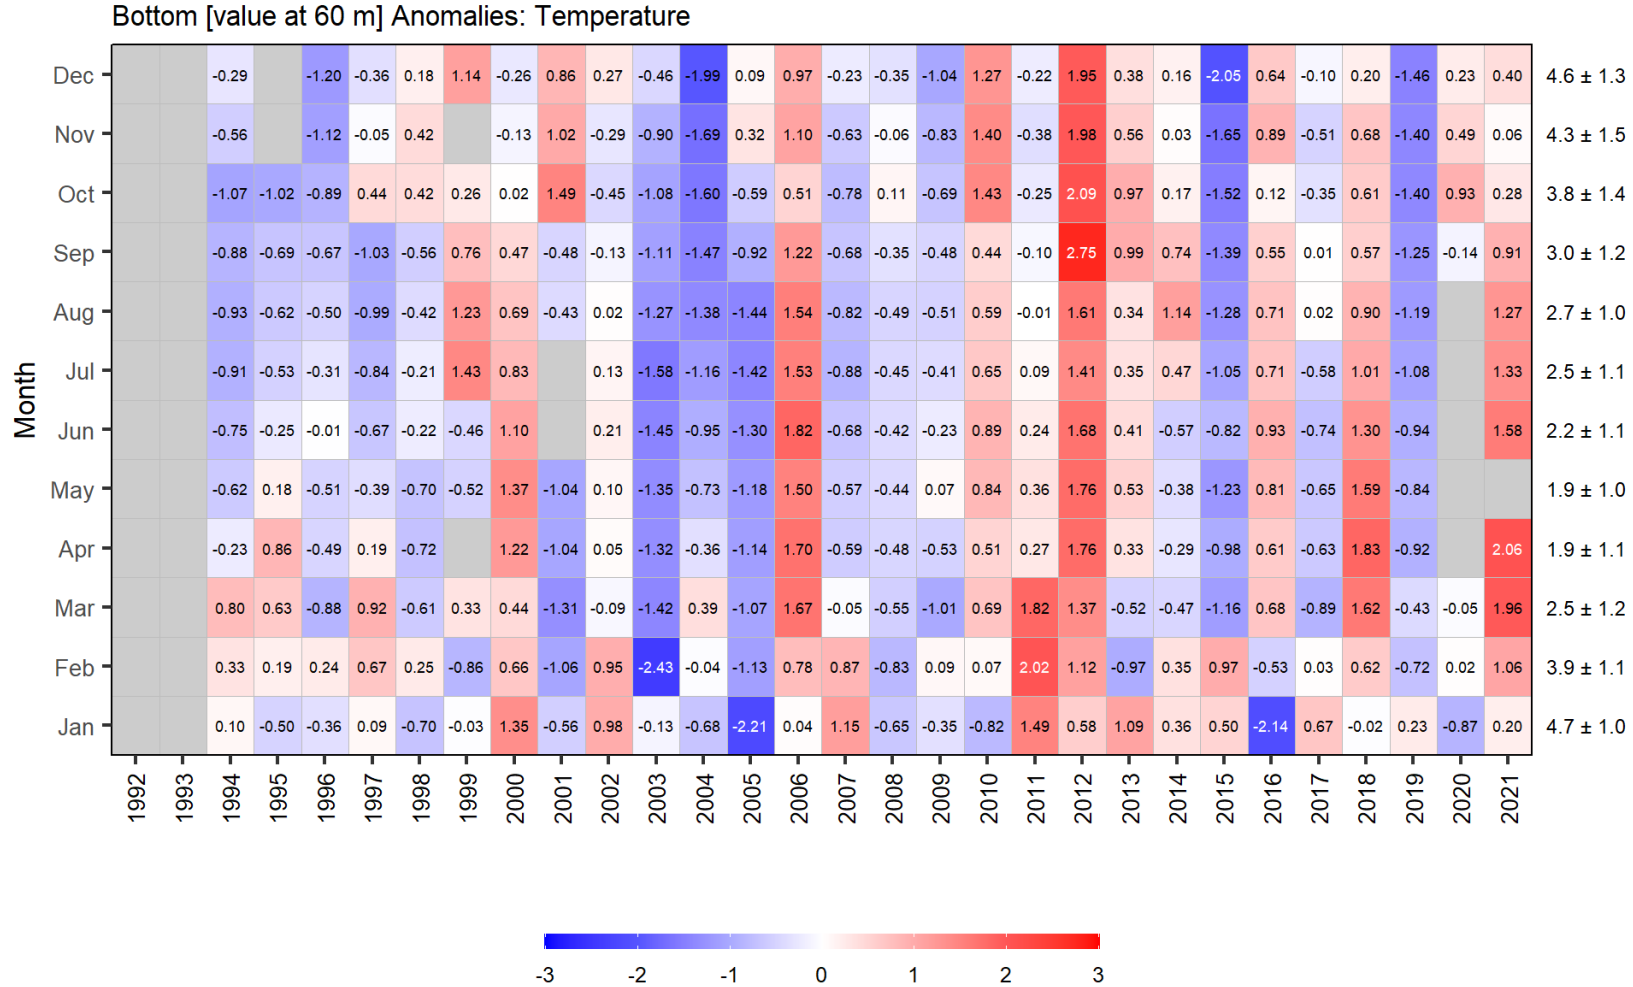 Bottom [value at 60 m] Anomalies: Temperature
Dec -0.29 -1.20 -0.36 0.18 1.14 -0.26 0.86 0.27 -0.46 -1.99 0.09 0.97 -0.23 -0.35 -1.04 1.27 -0.22 1.95 0.38 0.16 -2.05 0.64 -0.10 0.20 -1.46 0.23 0.40 4.6 ± 1.3
Nov -0.56 -1.12 -0.05 0.42 -0.13 1.02 -0.29 -0.90 -1.69 0.32 1.10 -0.63 -0.06 -0.83 1.40 -0.38 1.98 0.56 0.03 -1.65 0.89 -0.51 0.68 -1.40 0.49 0.06 4.3 ± 1.5
Oct -1.07 -1.02 -0.89 0.44 0.42 0.26 0.02 1.49 -0.45 -1.08 -1.60 -0.59 0.51 -0.78 0.11 -0.69 1.43 -0.25 2.09 0.97 0.17 -1.52 0.12 -0.35 0.61 -1.40 0.93 0.28 3.8 ± 1.4
Sep -0.88 -0.69 -0.67 -1.03 -0.56 0.76 0.47 -0.48 -0.13 -1.11 -1.47 -0.92 1.22 -0.68 -0.35 -0.48 0.44 -0.10 2.75 0.99 0.74 -1.39 0.55 0.01 0.57 -1.25 -0.14 0.91 3.0 ± 1.2
Aug -0.93 -0.62 -0.50 -0.99 -0.42 1.23 0.69 -0.43 0.02 -1.27 -1.38 -1.44 1.54 -0.82 -0.49 -0.51 0.59 -0.01 1.61 0.34 1.14 -1.28 0.71 0.02 0.90 -1.19 1.27 2.7 ± 1.0
Jul -0.91 -0.53 -0.31 -0.84 -0.21 1.43 0.83 0.13 -1.58 -1.16 -1.42 1.53 -0.88 -0.45 -0.41 0.65 0.09 1.41 0.35 0.47 -1.05 0.71 -0.58 1.01 -1.08 1.33 2.5 ± 1.1
Jun -0.75 -0.25 -0.01 -0.67 -0.22 -0.46 1.10 0.21 -1.45 -0.95 -1.30 1.82 -0.68 -0.42 -0.23 0.89 0.24 1.68 0.41 -0.57 -0.82 0.93 -0.74 1.30 -0.94 1.58 2.2 ± 1.1
May -0.62 0.18 -0.51 -0.39 -0.70 -0.52 1.37 -1.04 0.10 -1.35 -0.73 -1.18 1.50 -0.57 -0.44 0.07 0.84 0.36 1.76 0.53 -0.38 -1.23 0.81 -0.65 1.59 -0.84 1.9 ± 1.0
Apr -0.23 0.86 -0.49 0.19 -0.72 1.22 -1.04 0.05 -1.32 -0.36 -1.14 1.70 -0.59 -0.48 -0.53 0.51 0.27 1.76 0.33 -0.29 -0.98 0.61 -0.63 1.83 -0.92 2.06 1.9 ± 1.1
Mar 0.80 0.63 -0.88 0.92 -0.61 0.33 0.44 -1.31 -0.09 -1.42 0.39 -1.07 1.67 -0.05 -0.55 -1.01 0.69 1.82 1.37 -0.52 -0.47 -1.16 0.68 -0.89 1.62 -0.43 -0.05 1.96 2.5 ± 1.2
Feb 0.33 0.19 0.24 0.67 0.25 -0.86 0.66 -1.06 0.95 -2.43 -0.04 -1.13 0.78 0.87 -0.83 0.09 0.07 2.02 1.12 -0.97 0.35 0.97 -0.53 0.03 0.62 -0.72 0.02 1.06 3.9 ± 1.1
Jan 0.10 -0.50 -0.36 0.09 -0.70 -0.03 1.35 -0.56 0.98 -0.13 -0.68 -2.21 0.04 1.15 -0.65 -0.35 -0.82 1.49 0.58 1.09 0.36 0.50 -2.14 0.67 -0.02 0.23 -0.87 0.20 4.7 ± 1.0
Month
1992 1993 1994 1995 1996 1997 1998 1999 2000 2001 2002 2003 2004 2005 2006 2007 2008 2009 2010 2011 2012 2013 2014 2015 2016 2017 2018 2019 2020 2021
-3 -2 -1 0 1 2 3